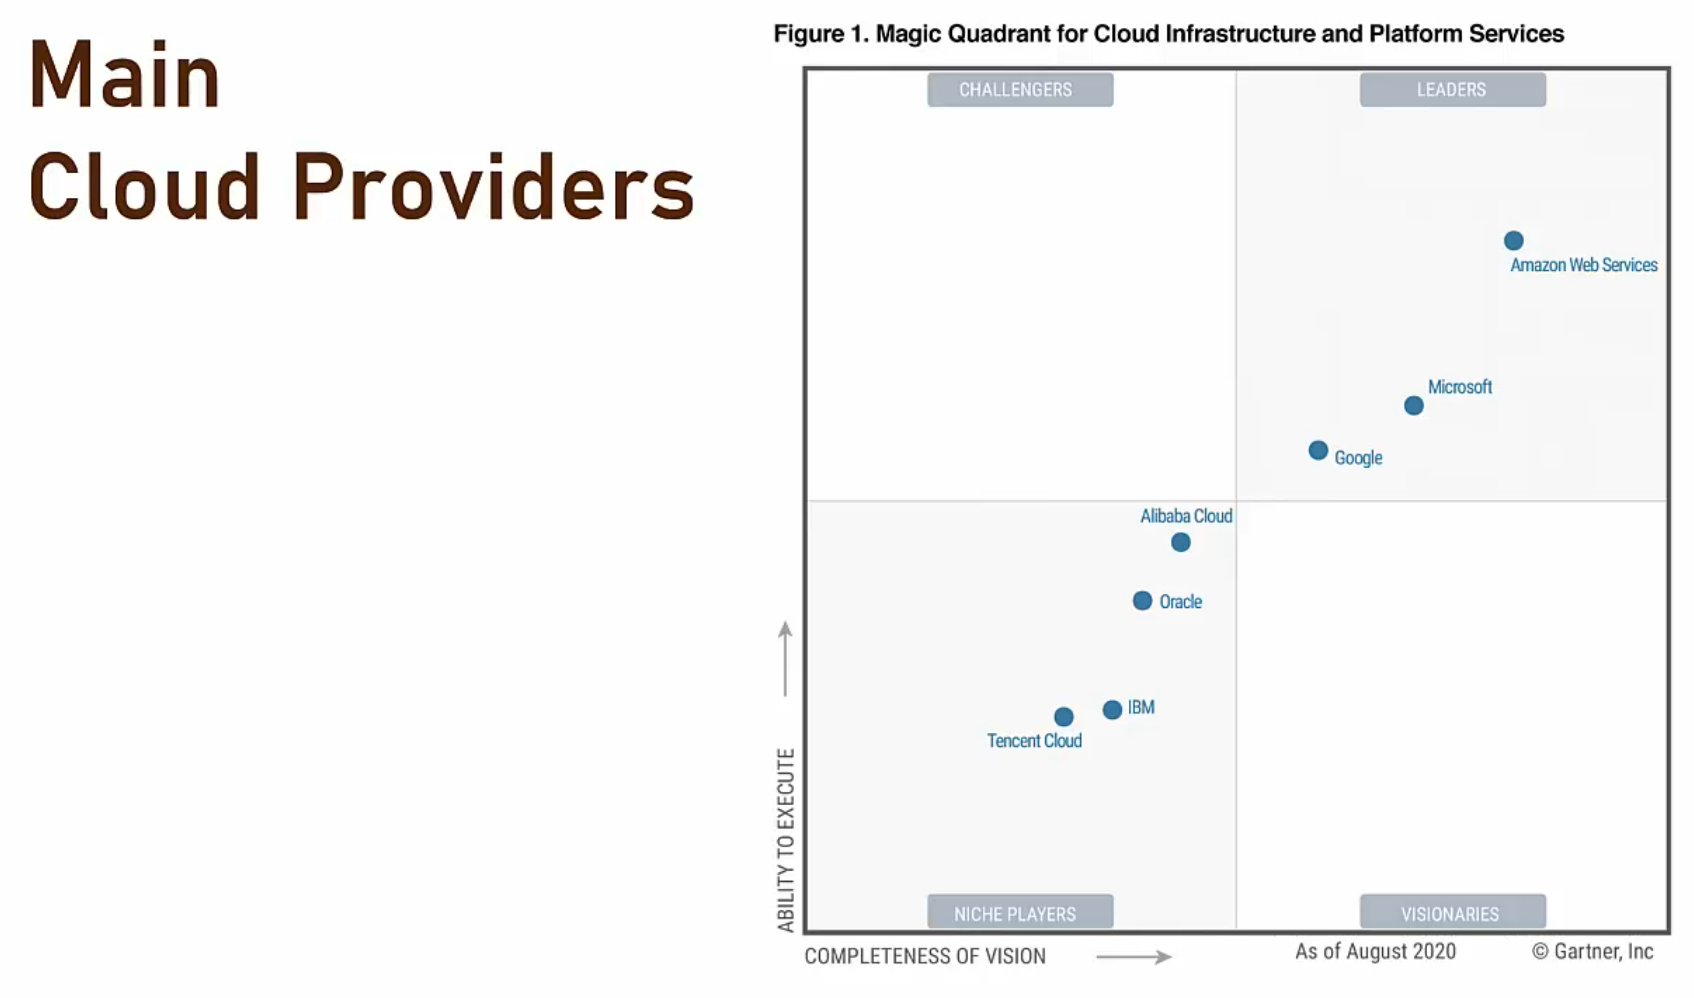 Main
Cloud Providers
Figure 1. Magic Quadrant for Cloud Infrastructure and Platform Services
CHALLENGERS
LEADERS
Amazon Web Services
Microsoft
Google
Alibaba Cloud
Oracle
IBM
Tencent Cloud
ABILITY TO EXECUTE
NICHE PLAYERS
VISIONARIES
COMPLETENESS OF VISION
As of August 2020
© Gartner, Inc